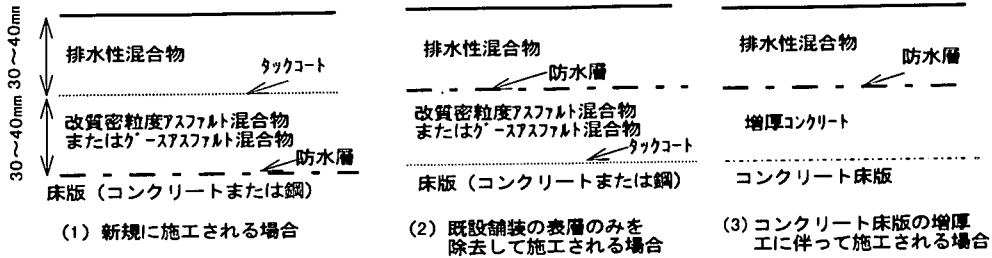 30～40mm
30～40mm
排水性混合物
タックコート
改質密粒度アスファルト混合物
またはグースアスファルト混合物
防水層
床版（コンクリートまたは鋼）
(1) 新規に施工される場合
排水性混合物
防水層
改質密粒度アスファルト混合物
またはグースアスファルト混合物
タックコート
床版（コンクリートまたは鋼）
(2) 既設舗装の表層のみを
除去して施工される場合
排水性混合物
防水層
増厚コンクリート
コンクリート床版
(3) コンクリート床版の増厚
工に伴って施工される場合